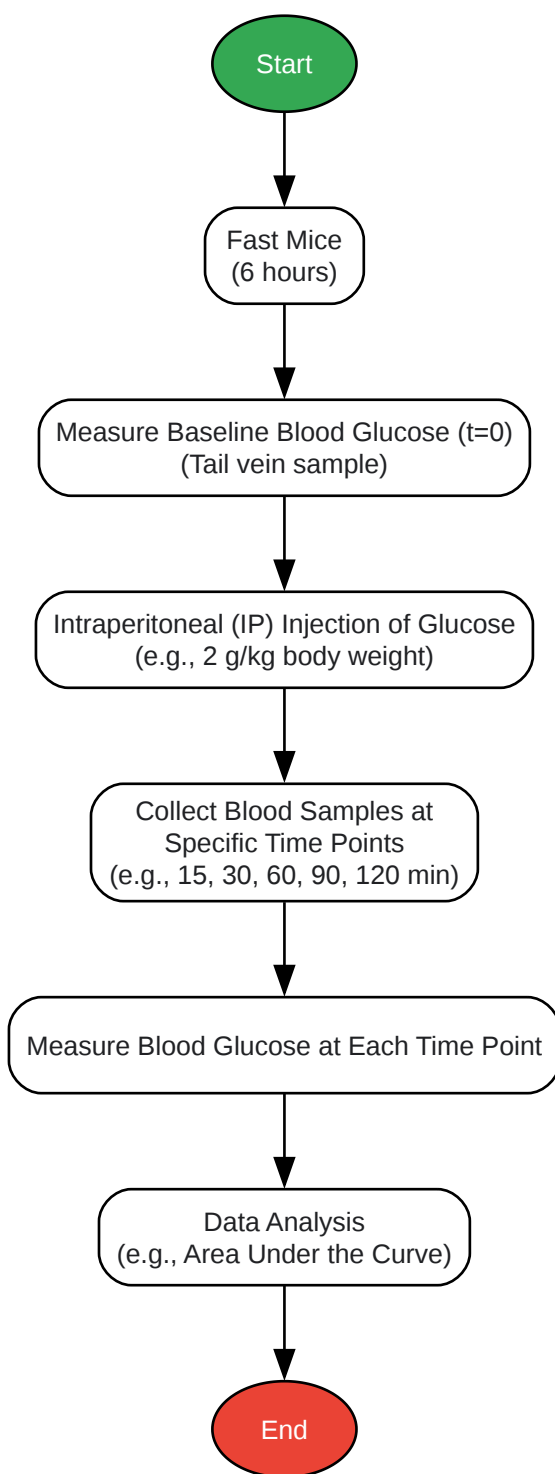 Start
Fast Mice
(6 hours)
Measure Baseline Blood Glucose (t=0)
(Tail vein sample)
Intraperitoneal (IP) Injection of Glucose
(e.g., 2 g/kg body weight)
Collect Blood Samples at
Specific Time Points
(e.g., 15, 30, 60, 90, 120 min)
Measure Blood Glucose at Each Time Point
Data Analysis
(e.g., Area Under the Curve)
End